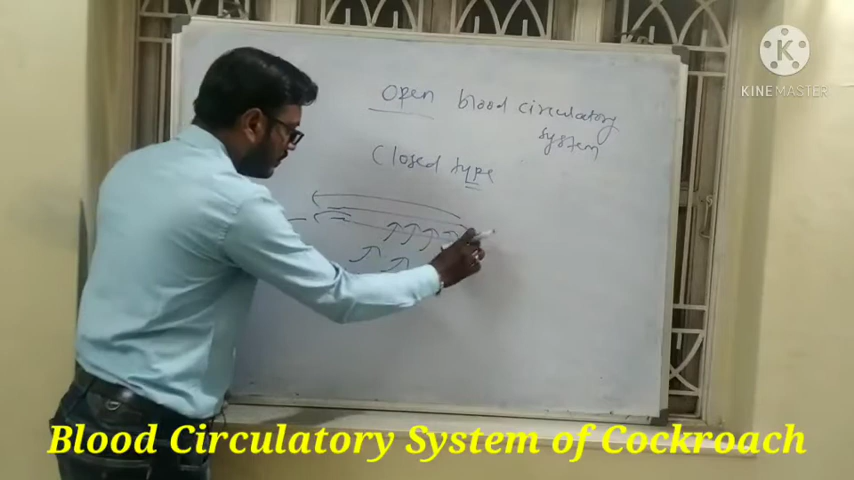 Open blood circulatory
system
Closed type
K
KINEMASTER
Blood Circulatory System of Cockroach